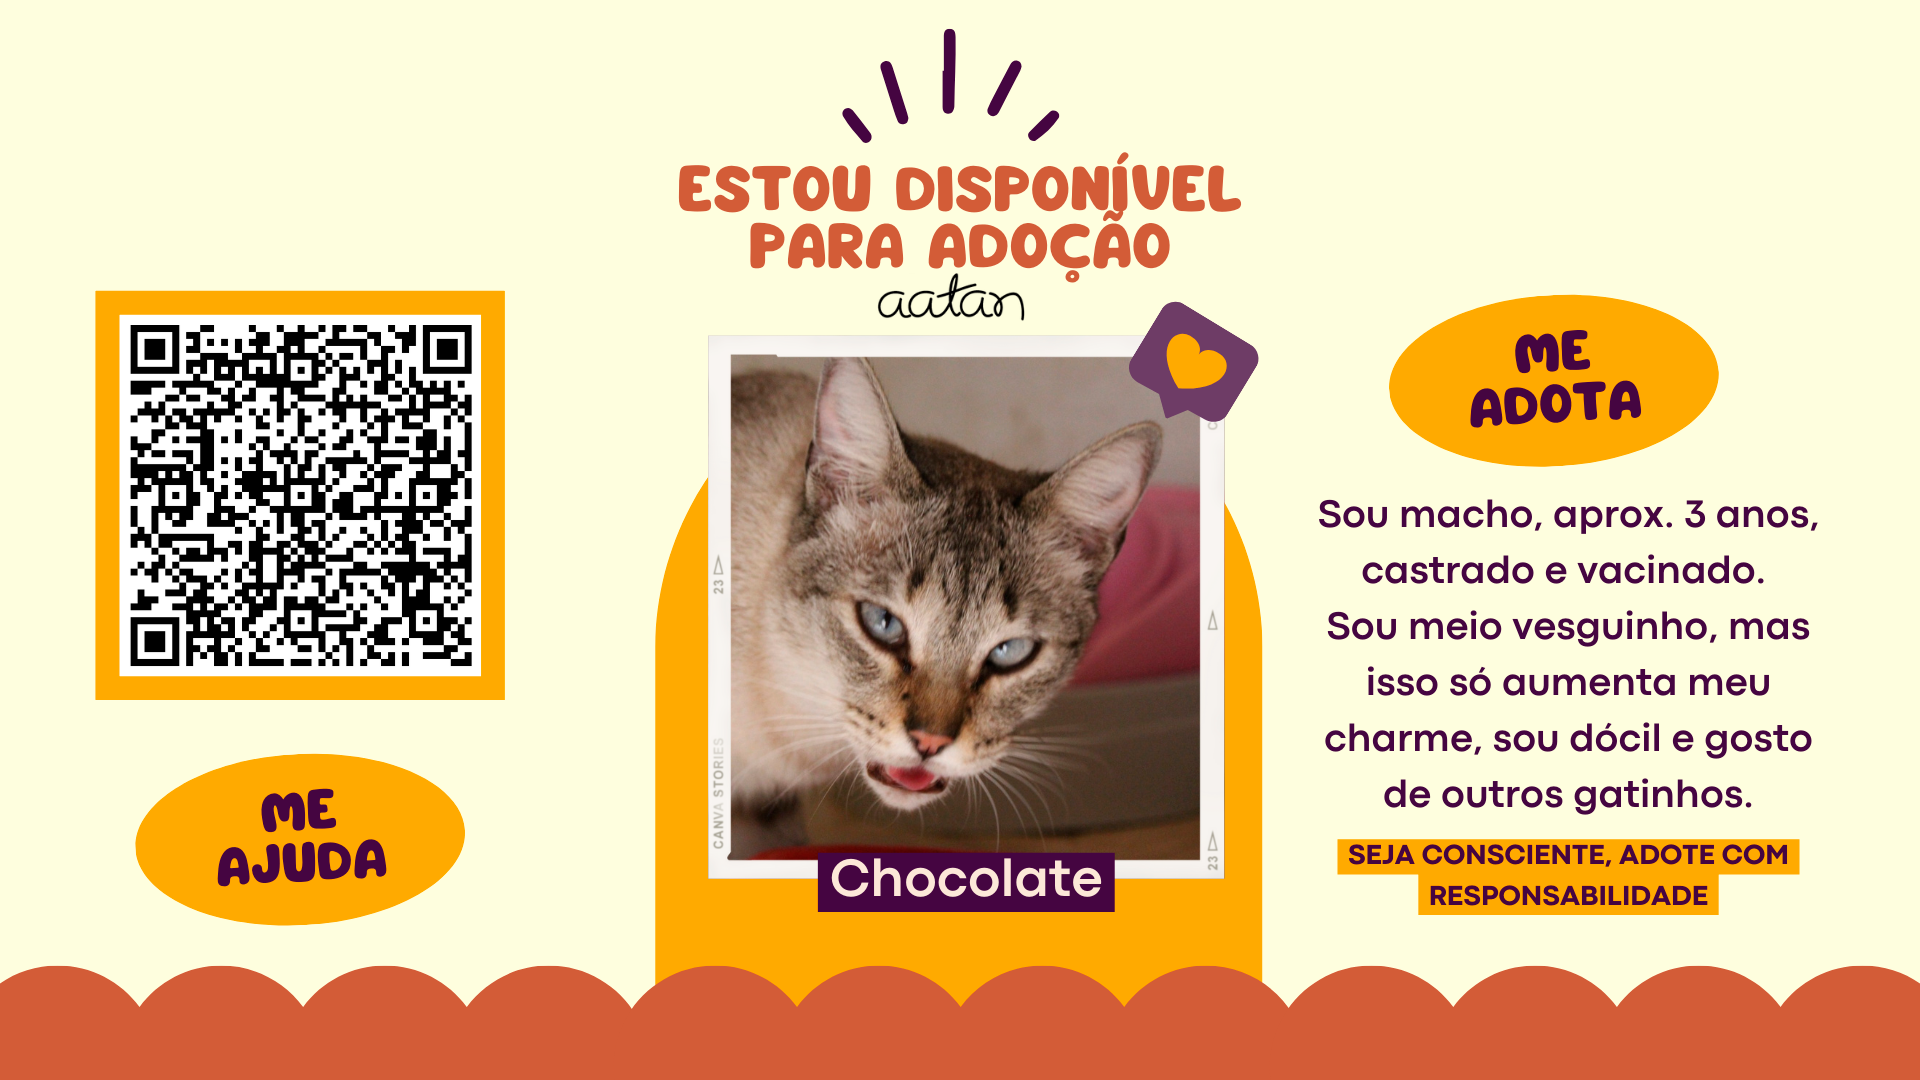 ESTOU DISPONÍVEL
PARA ADOÇÃO
aatan
ME
AJUDA
23
CANVA STORIES
23
Chocolate
ME
ADOTA
Sou macho, aprox. 3 anos,
castrado e vacinado.
Sou meio vesguinho, mas
isso só aumenta meu
charme, sou dócil e gosto
de outros gatinhos.
SEJA CONSCIENTE, ADOTE COM
RESPONSABILIDADE